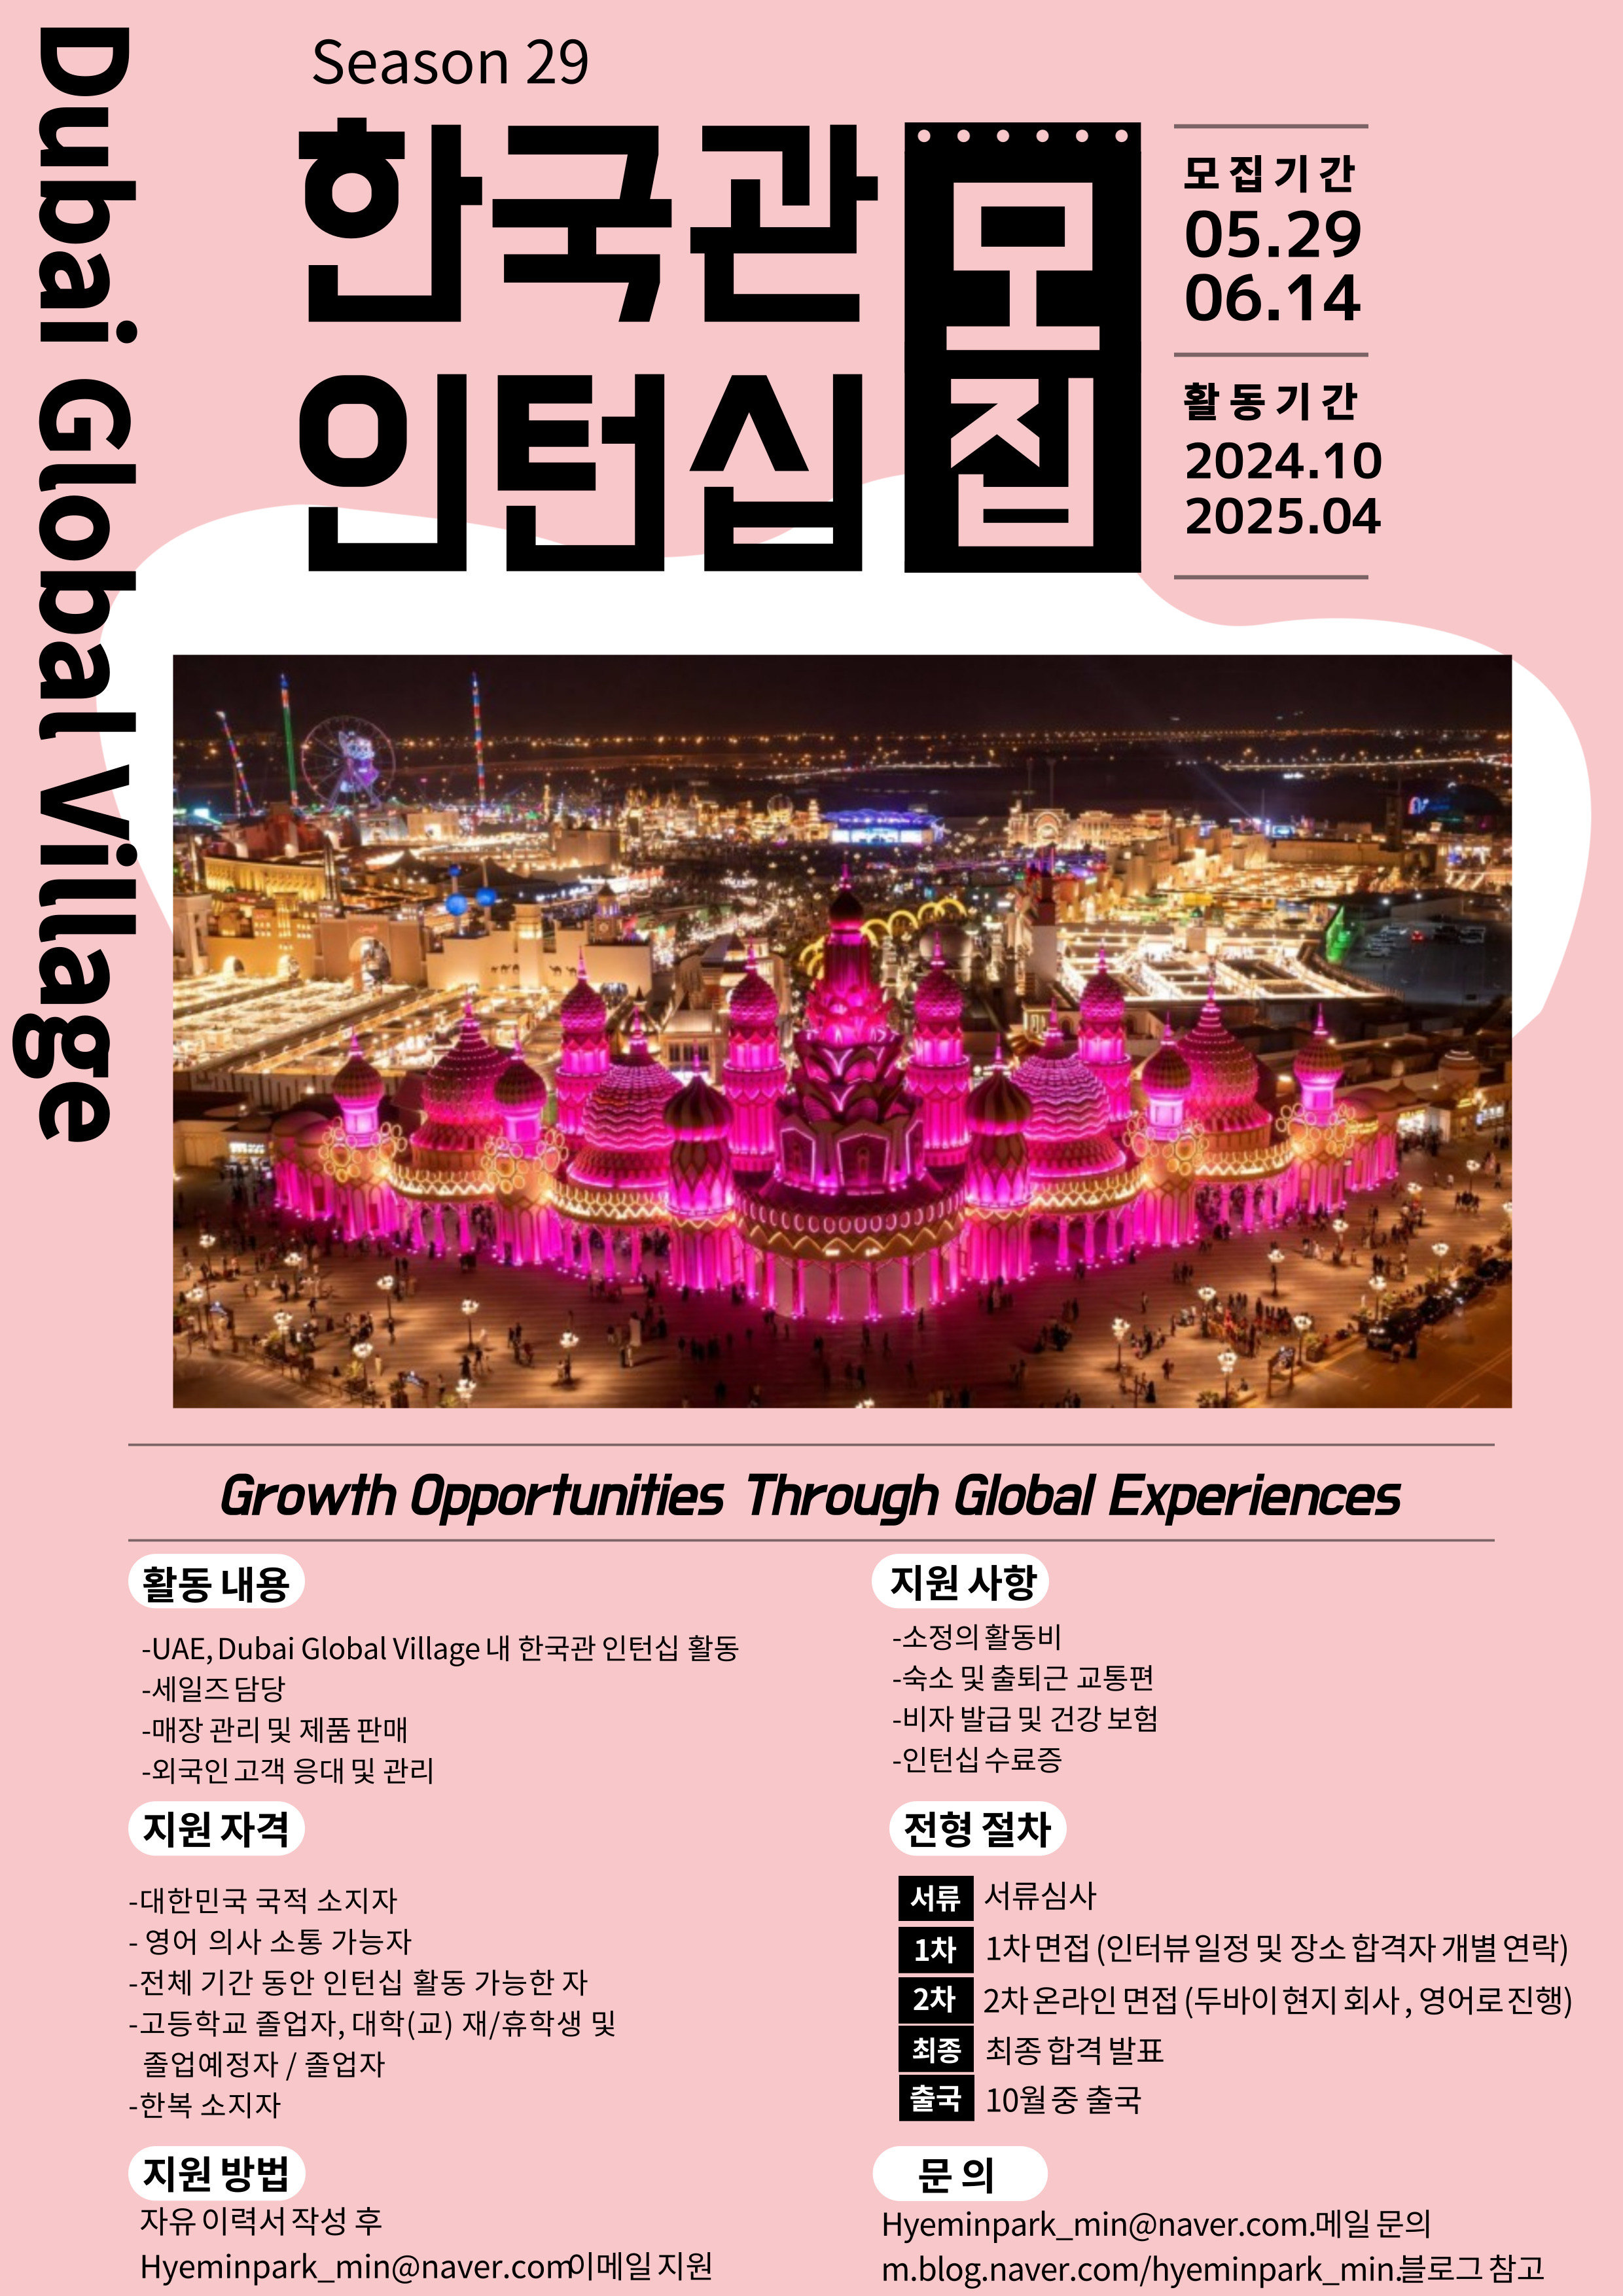 Dubai Global Village
Season 29
한국관
인턴십
모집
모집기간
05.29
06.14
활동기간
2024.10
2025.04
Growth Opportunities Through Global Experiences
활동 내용
-UAE, Dubai Global Village 내 한국관 인턴십 활동
-세일즈 담당
-매장 관리 및 제품 판매
-외국인 고객 응대 및 관리
지원 사항
-소정의 활동비
-숙소 및 출퇴근 교통편
-비자 발급 및 건강 보험
-인턴십 수료증
지원 자격
-대한민국 국적 소지자
- 영어 의사 소통 가능자
-전체 기간 동안 인턴십 활동 가능한 자
-고등학교 졸업자, 대학(교) 재/휴학생 및
졸업예정자 / 졸업자
-한복 소지자
전형 절차
서류 서류심사
1차 1차 면접 (인터뷰 일정 및 장소 합격자 개별 연락)
2차 2차 온라인 면접 (두바이 현지 회사, 영어로 진행)
최종 최종 합격 발표
출국 10월 중 출국
지원 방법
자유 이력서 작성 후
Hyeminpark_min@naver.com이메일 지원
문 의
Hyeminpark_min@naver.com.메일 문의
m.blog.naver.com/hyeminpark_min.블로그 참고